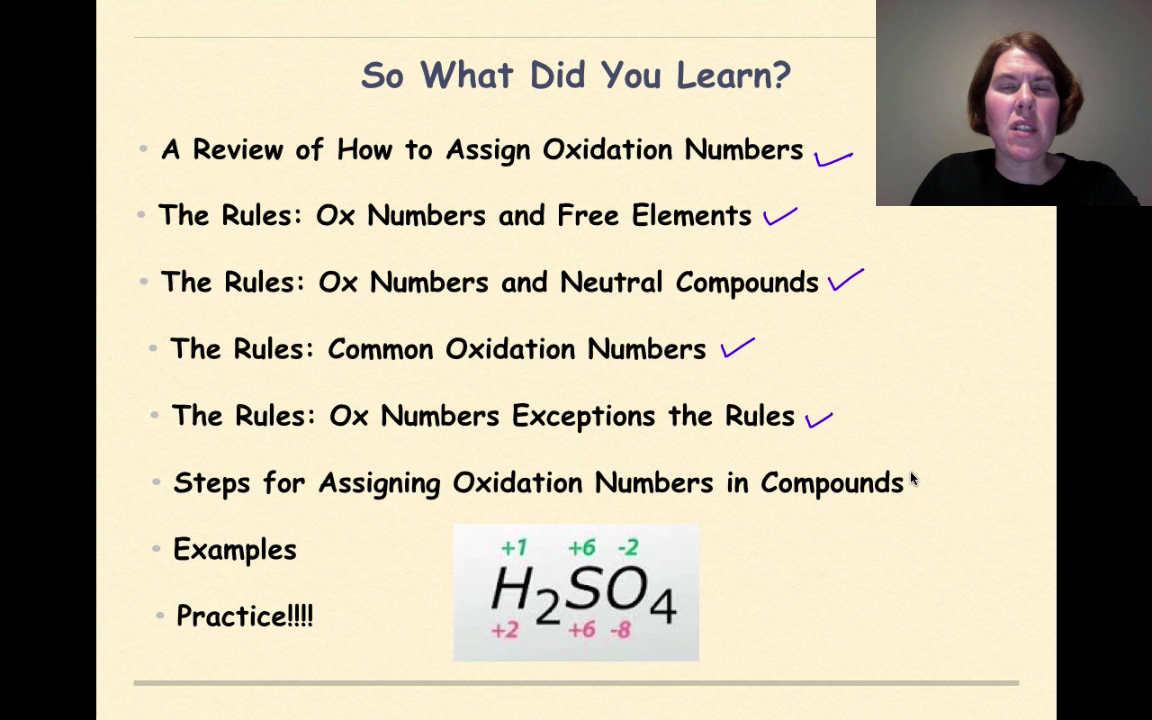 So What Did You Learn?
• A Review of How to Assign Oxidation Numbers
• The Rules: Ox Numbers and Free Elements
• The Rules: Ox Numbers and Neutral Compounds
• The Rules: Common Oxidation Numbers
• The Rules: Ox Numbers Exceptions the Rules
• Steps for Assigning Oxidation Numbers in Compounds
• Examples
• Practice!!!!
+1 +6 -2
H₂SO₄
+2 +6 -8